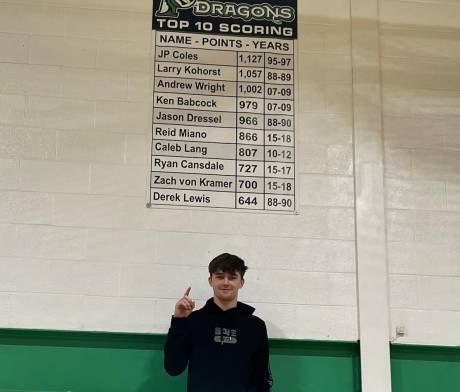 DRAGONS
TOP 10 SCORING
NAME - POINTS - YEARS
JP Coles 1,127 95-97
Larry Kohorst 1,057 88-89
Andrew Wright 1,002 07-09
Ken Babcock 979 07-09
Jason Dressel 966 88-90
Reid Miano 866 15-18
Caleb Lang 807 10-12
Ryan Cansdale 727 15-17
Zach von Kramer 700 15-18
Derek Lewis 644 88-90